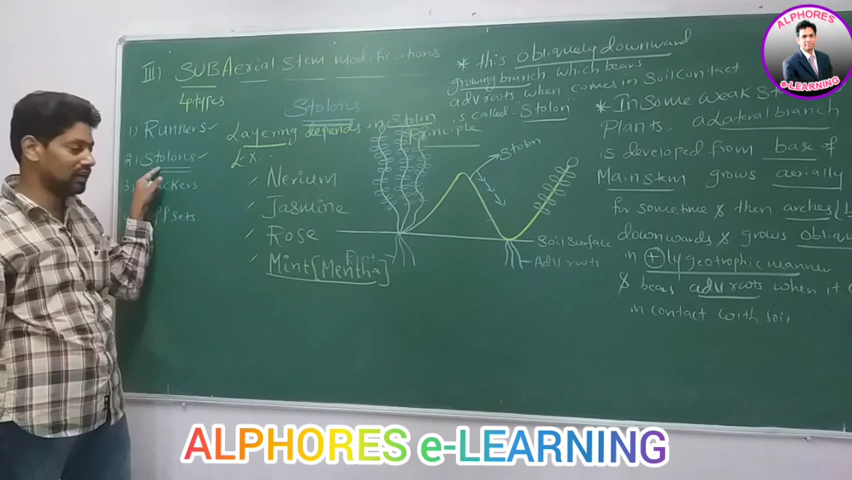 III) SUBAerial Stem modifications
4 types
1) Runners ✓
2) Stolons ✓
3) Suckers
Offsets
Stolons
Layering depends on Stolon
Principle
Ex..
✓ Nerium
✓ Jasmine
✓ Rose
✓ Mint [Mentha]
Stolon
Soil surface
Adv roots
* this obliquely downward
growing branch which bears
adv roots when comes in soil contact
is called Stolon
* In Some weak
Plants. a Lateral branch
is developed from base of
Main stem grows aerially
for sometime & then arches
downwards & grows
in (+)ly geotrophic manner
& bears adv roots when it
in contact with soil
ALPHORES
e-LEARNING
ALPHORES e-LEARNING